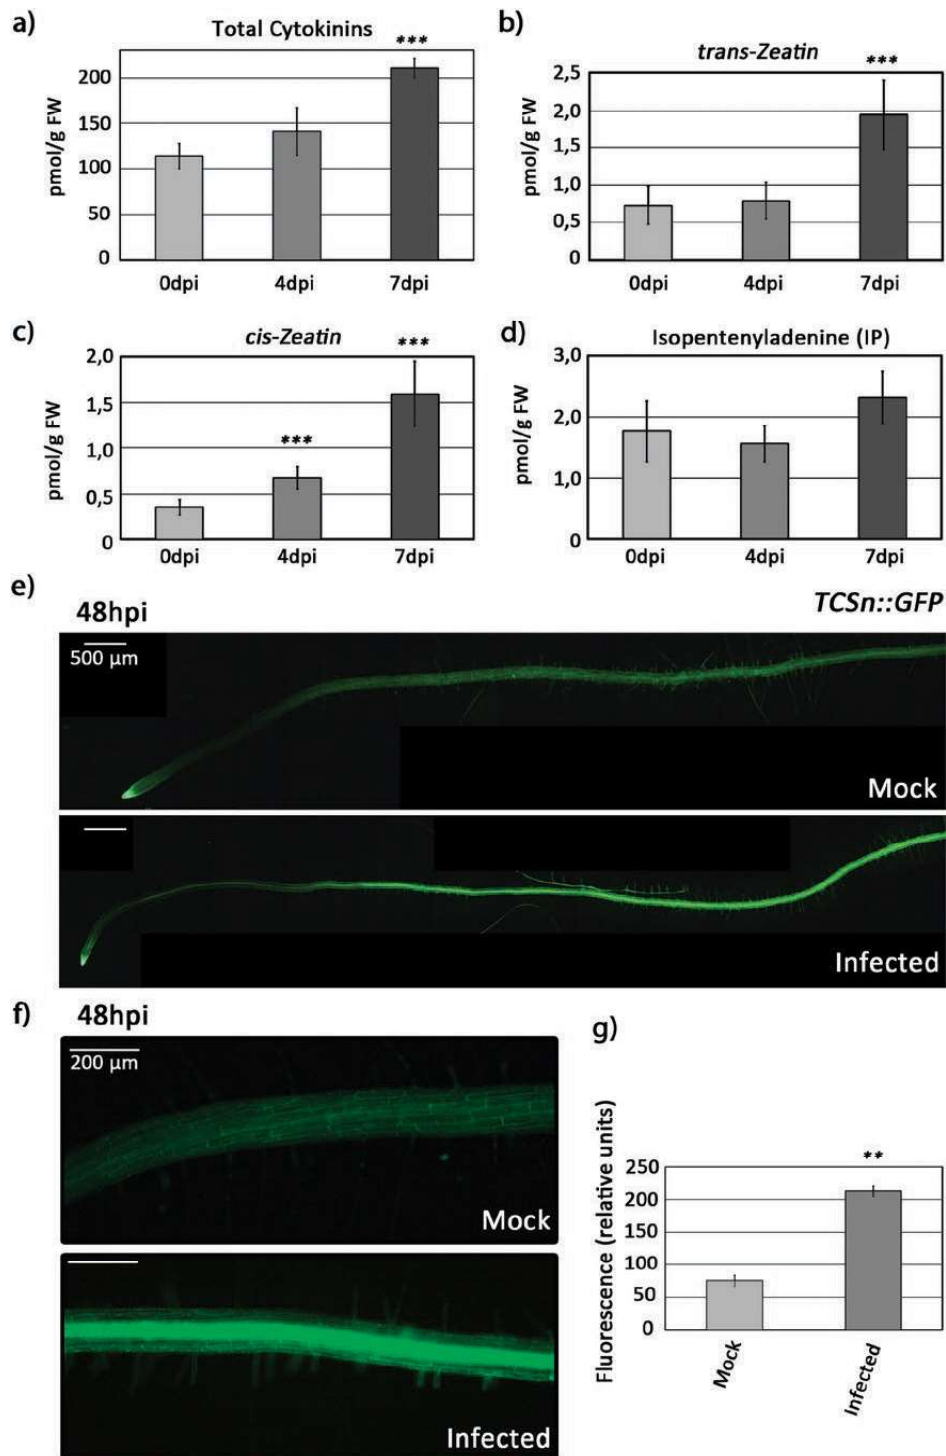 a)
Total Cytokinins
***
pmol/g FW
200
150
100
50
0
0dpi 4dpi 7dpi
b)
trans-Zeatin
***
pmol/g FW
2,5
2,0
1,5
1,0
0,5
0
0dpi 4dpi 7dpi
c)
cis-Zeatin
***
***
pmol/g FW
2,0
1,5
1,0
0,5
0
0dpi 4dpi 7dpi
d)
Isopentenyladenine (IP)
pmol/g FW
3,0
2,0
1,0
0
0dpi 4dpi 7dpi
e)
48hpi
TCSn::GFP
500 µm
Mock
Infected
f)
48hpi
200 µm
Mock
Infected
g)
**
Fluorescence (relative units)
250
200
150
100
50
0
Mock Infected